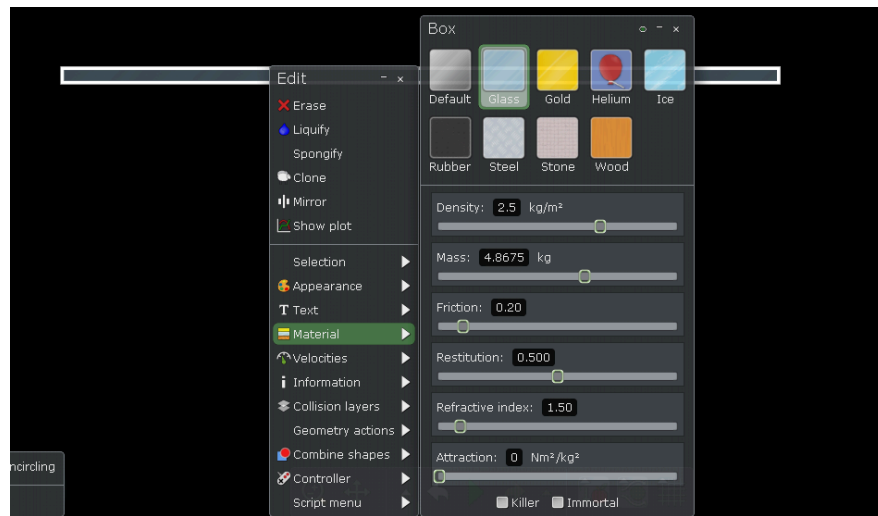 Box
Default Glass Gold Helium Ice
Rubber Steel Stone Wood
Density: 2.5 kg/m²
Mass: 4.8675 kg
Friction: 0.20
Restitution: 0.500
Refractive index: 1.50
Attraction: 0 Nm²/kg²
Killer Immortal
Edit
Erase
Liquify
Spongify
Clone
Mirror
Show plot
Selection
Appearance
Text
Material
Velocities
Information
Collision layers
Geometry actions
Combine shapes
Controller
Script menu
ncircling